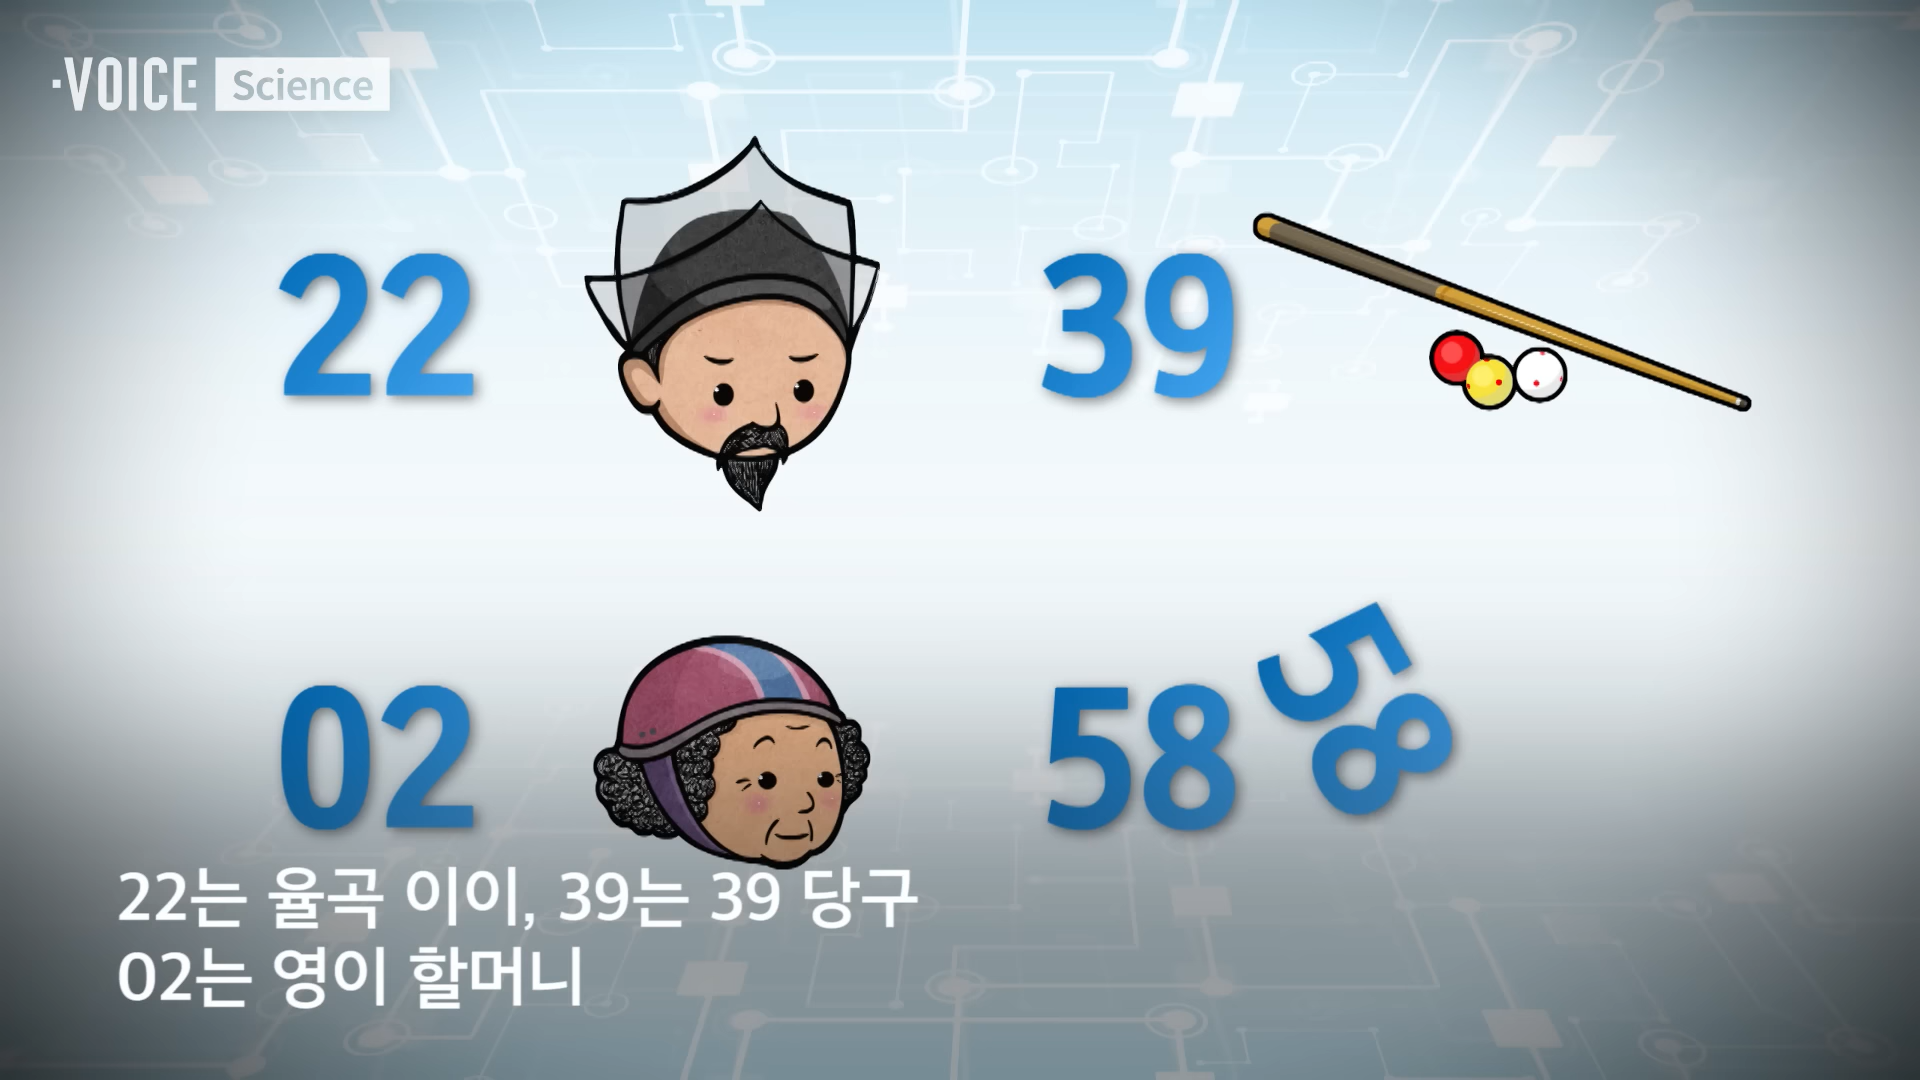 ·VOICE· Science
22 39
02 58 58
22는 율곡 이이, 39는 39 당구
02는 영이 할머니